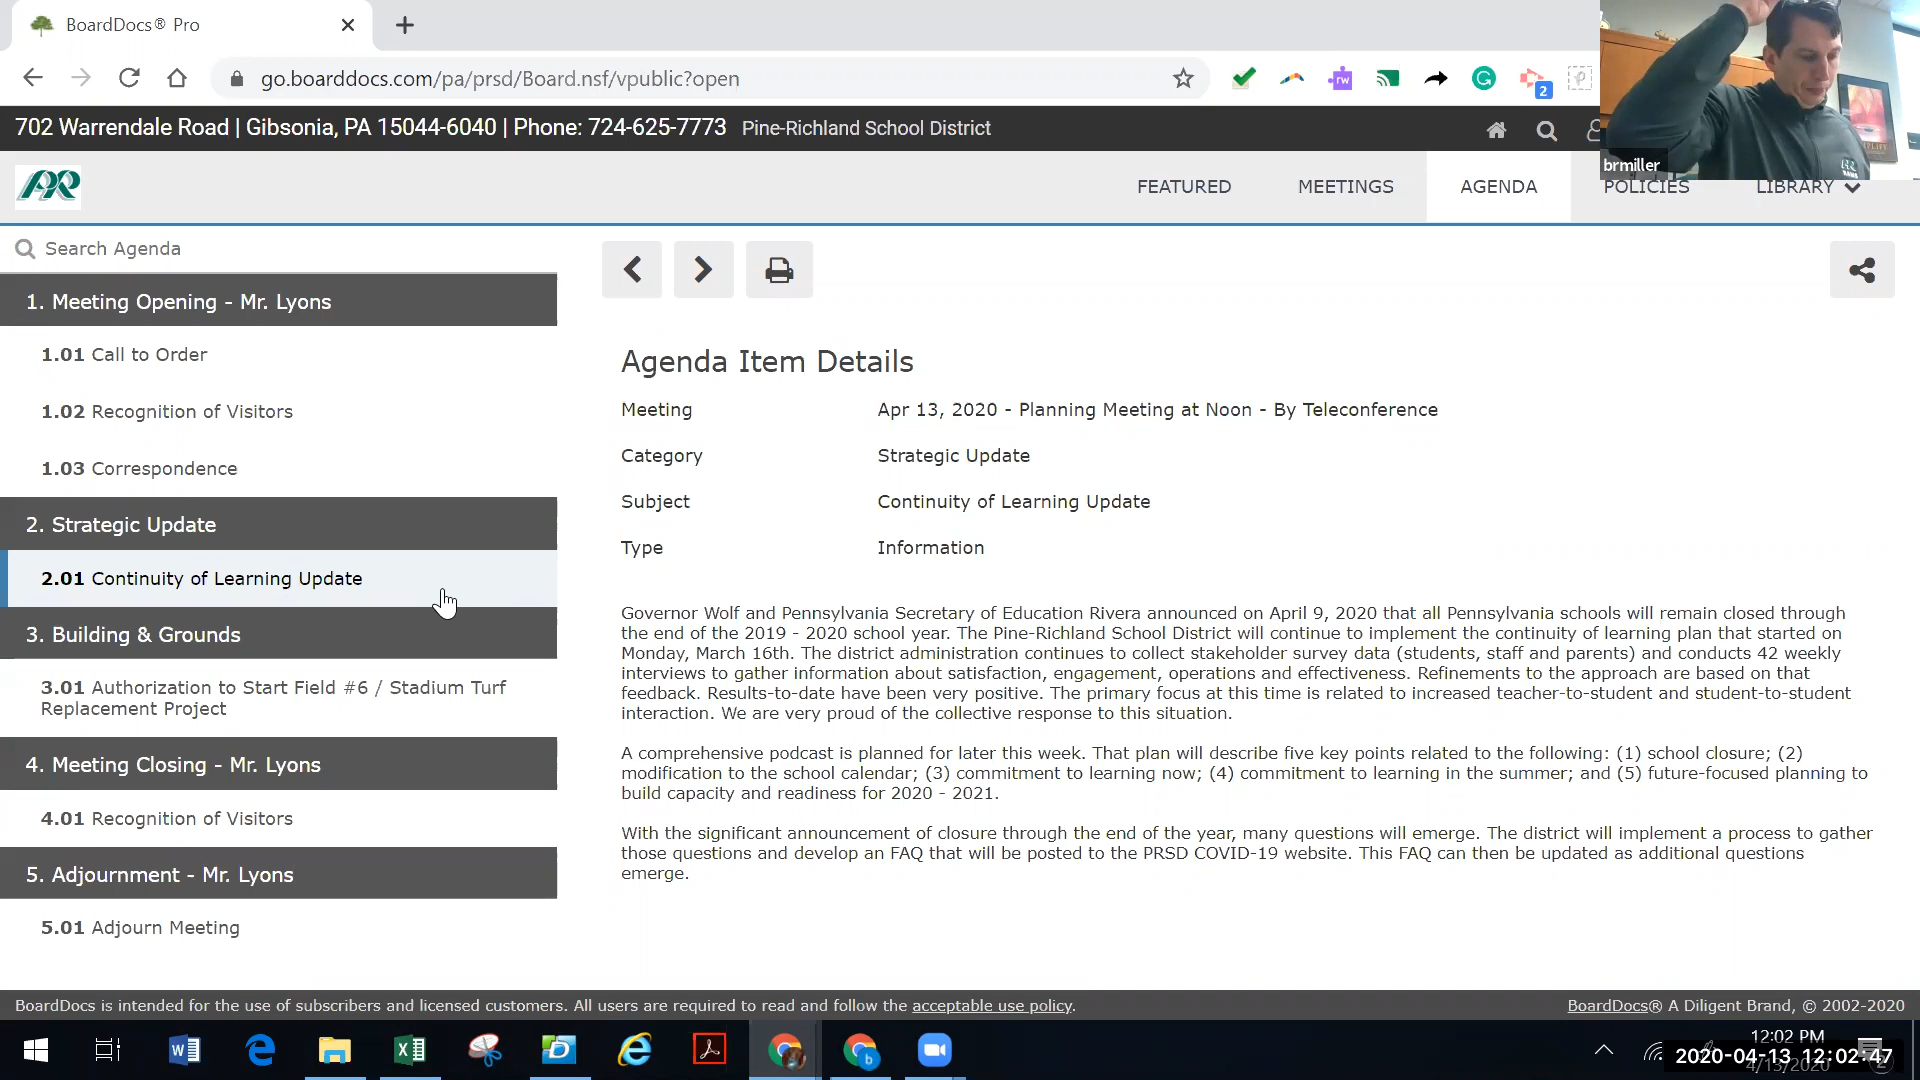 BoardDocs® Pro
go.boarddocs.com/pa/prsd/Board.nsf/vpublic?open
rw
2
702 Warrendale Road | Gibsonia, PA 15044-6040 | Phone: 724-625-7773 Pine-Richland School District
brmiller
PR
FEATURED MEETINGS AGENDA POLICIES LIBRARY
Search Agenda
1. Meeting Opening - Mr. Lyons
1.01 Call to Order
1.02 Recognition of Visitors
1.03 Correspondence
2. Strategic Update
2.01 Continuity of Learning Update
3. Building & Grounds
3.01 Authorization to Start Field #6 / Stadium Turf
Replacement Project
4. Meeting Closing - Mr. Lyons
4.01 Recognition of Visitors
5. Adjournment - Mr. Lyons
5.01 Adjourn Meeting
Agenda Item Details
Meeting Apr 13, 2020 - Planning Meeting at Noon - By Teleconference
Category Strategic Update
Subject Continuity of Learning Update
Type Information
Governor Wolf and Pennsylvania Secretary of Education Rivera announced on April 9, 2020 that all Pennsylvania schools will remain closed through
the end of the 2019 - 2020 school year. The Pine-Richland School District will continue to implement the continuity of learning plan that started on
Monday, March 16th. The district administration continues to collect stakeholder survey data (students, staff and parents) and conducts 42 weekly
interviews to gather information about satisfaction, engagement, operations and effectiveness. Refinements to the approach are based on that
feedback. Results-to-date have been very positive. The primary focus at this time is related to increased teacher-to-student and student-to-student
interaction. We are very proud of the collective response to this situation.
A comprehensive podcast is planned for later this week. That plan will describe five key points related to the following: (1) school closure; (2)
modification to the school calendar; (3) commitment to learning now; (4) commitment to learning in the summer; and (5) future-focused planning to
build capacity and readiness for 2020 - 2021.
With the significant announcement of closure through the end of the year, many questions will emerge. The district will implement a process to gather
those questions and develop an FAQ that will be posted to the PRSD COVID-19 website. This FAQ can then be updated as additional questions
emerge.
BoardDocs is intended for the use of subscribers and licensed customers. All users are required to read and follow the acceptable use policy.
BoardDocs® A Diligent Brand, © 2002-2020
12:02 PM
4/13/2020
2020-04-13 12:02:47